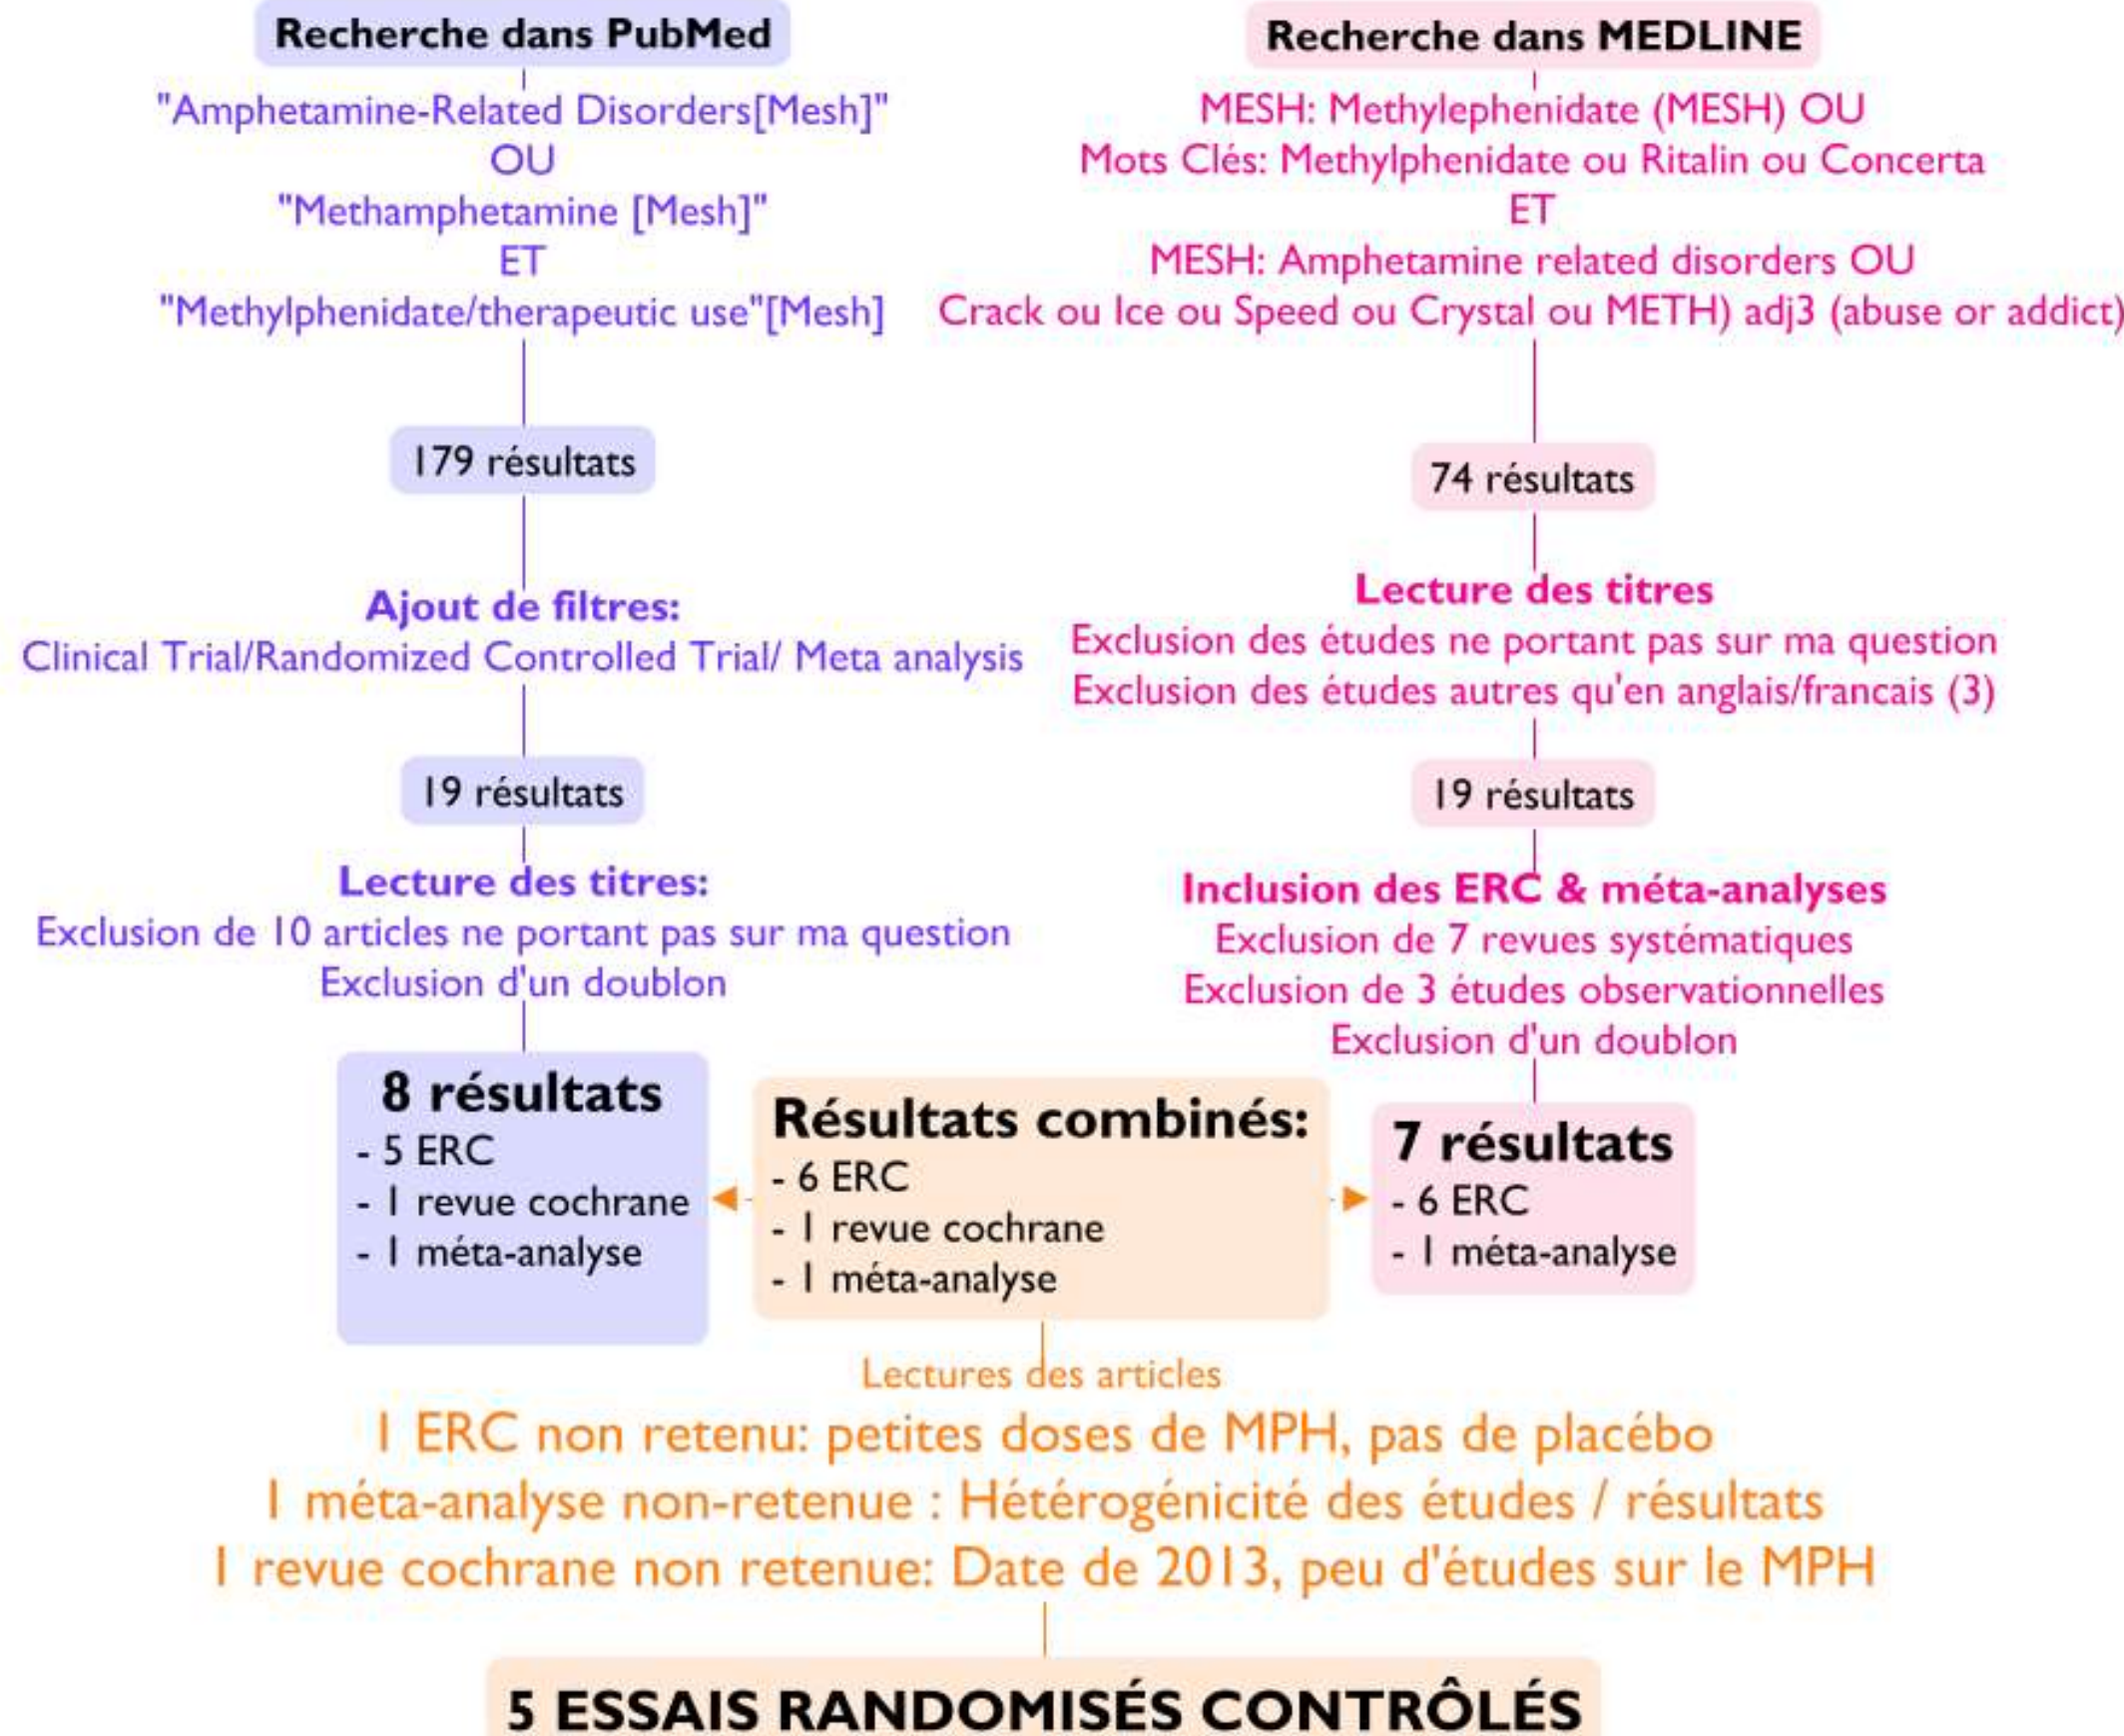 Recherche dans PubMed
"Amphetamine-Related Disorders[Mesh]"
OU
"Methamphetamine [Mesh]"
ET
"Methylphenidate/therapeutic use"[Mesh]
179 résultats
Ajout de filtres:
Clinical Trial/Randomized Controlled Trial/ Meta analysis
19 résultats
Lecture des titres:
Exclusion de 10 articles ne portant pas sur ma question
Exclusion d'un doublon
8 résultats
- 5 ERC
- 1 revue cochrane
- 1 méta-analyse
Recherche dans MEDLINE
MESH: Methylephenidate (MESH) OU
Mots Clés: Methylphenidate ou Ritalin ou Concerta
ET
MESH: Amphetamine related disorders OU
Crack ou Ice ou Speed ou Crystal ou METH) adj3 (abuse or addict)
74 résultats
Lecture des titres
Exclusion des études ne portant pas sur ma question
Exclusion des études autres qu'en anglais/francais (3)
19 résultats
Inclusion des ERC & méta-analyses
Exclusion de 7 revues systématiques
Exclusion de 3 études observationnelles
Exclusion d'un doublon
7 résultats
- 6 ERC
- 1 méta-analyse
Résultats combinés:
- 6 ERC
- 1 revue cochrane
- 1 méta-analyse
Lectures des articles
1 ERC non retenu: petites doses de MPH, pas de placébo
1 méta-analyse non-retenue : Hétérogénicité des études / résultats
1 revue cochrane non retenue: Date de 2013, peu d'études sur le MPH
5 ESSAIS RANDOMISÉS CONTRÔLÉS